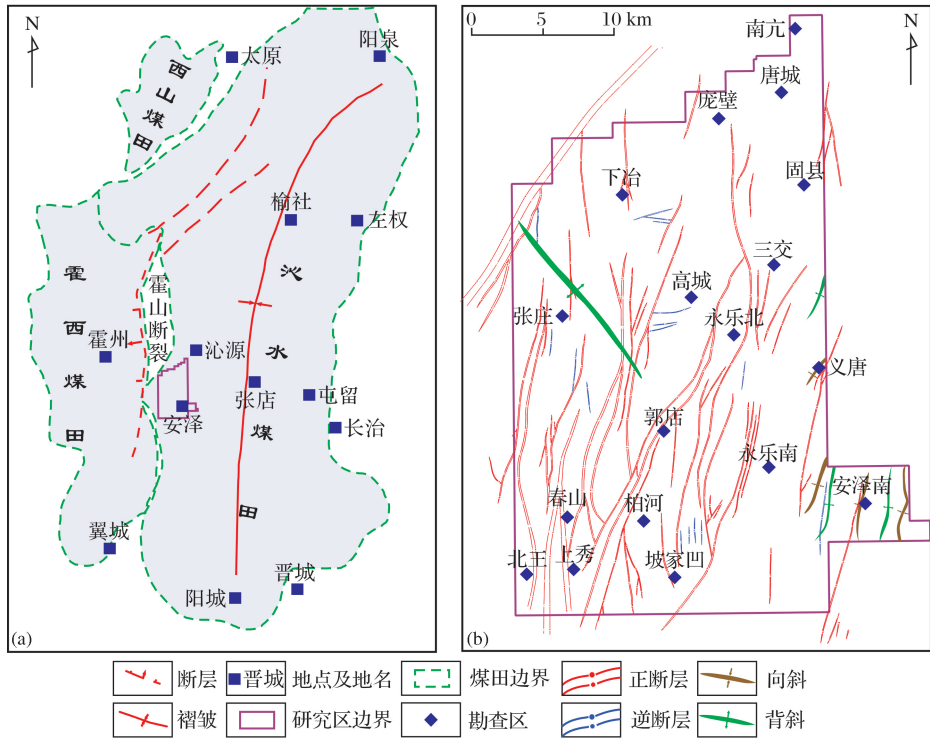 N
太原
阳泉
西山煤田
榆社
左权
霍西煤田
霍山断裂
沁水煤田
霍州
沁源
张店
屯留
安泽
长治
翼城
晋城
阳城
(a)
0 5 10 km
N
南亢
唐城
庞壁
固县
下冶
三交
高城
张庄
永乐北
义唐
郭店
永乐南
安泽南
春山
柏河
北王
上秀
坡家凹
(b)
断层
晋城 地点及地名
煤田边界
正断层
向斜
褶皱
研究区边界
勘查区
逆断层
背斜